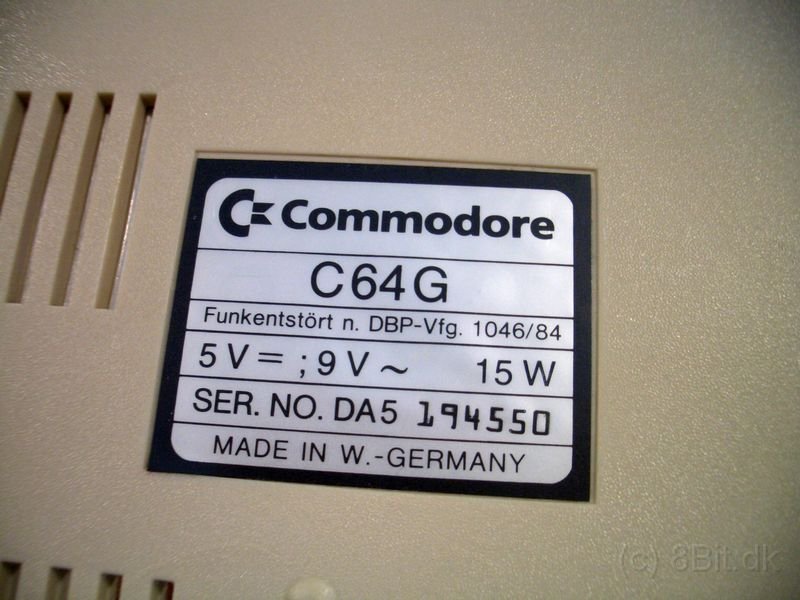 Commodore
C64G
Funkentstört n. DBP-Vfg. 1046/84
5 V = ; 9 V ~ 15 W
SER. NO. DA5 194550
MADE IN W.-GERMANY
(c) 8Bit.dk